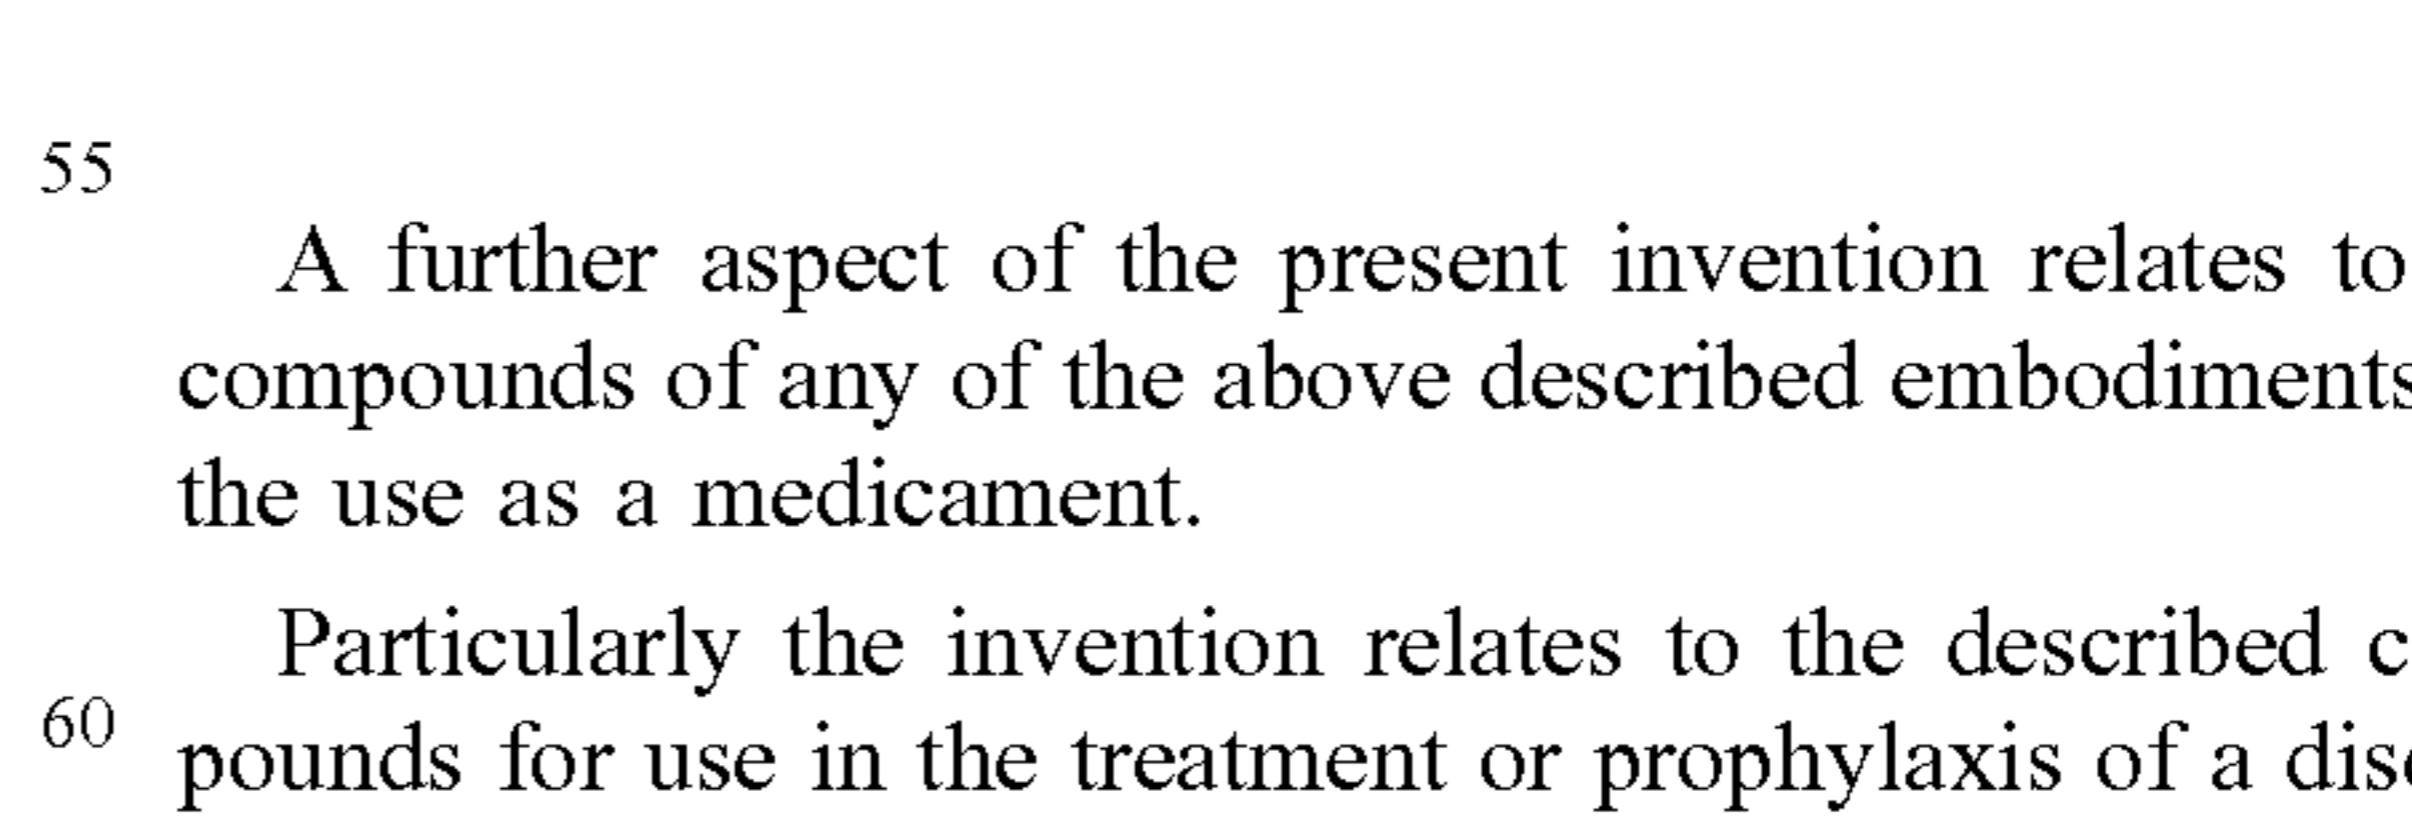 55
A further aspect of the present invention relates to
compounds of any of the above described embodiments
the use as a medicament.
Particularly the invention relates to the described
60
pounds for use in the treatment or prophylaxis of a